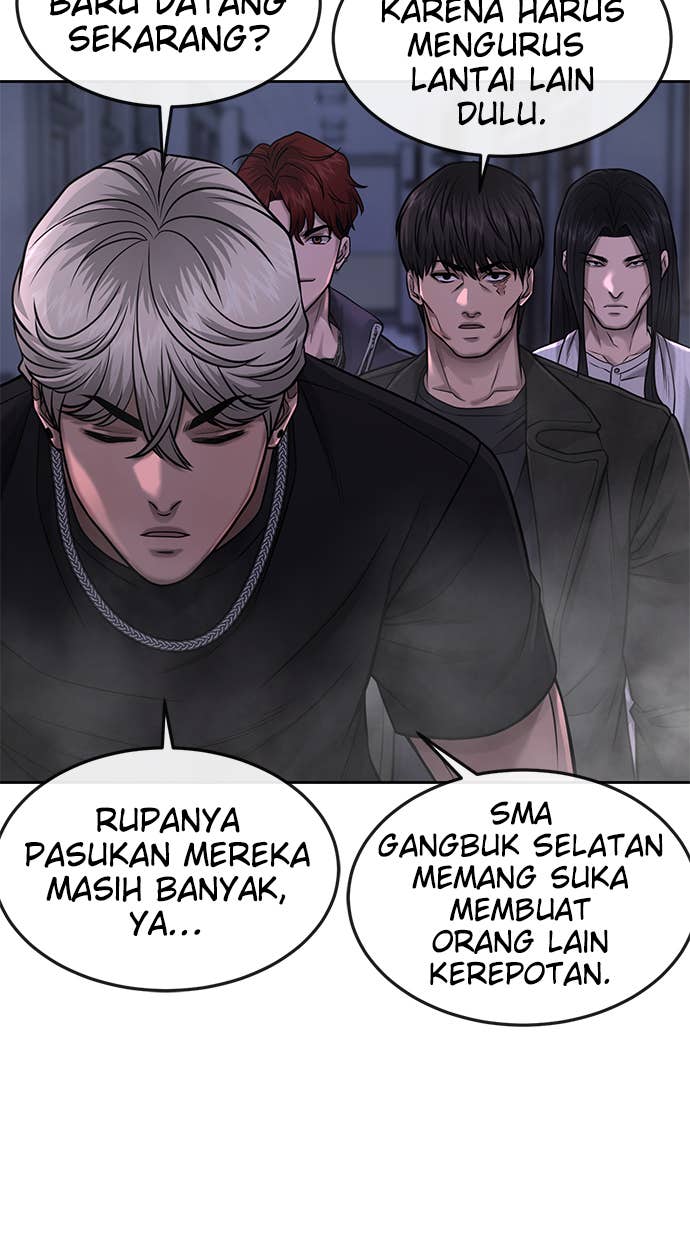 BARU DATANG
SEKARANG?
KARENA HARUS
MENGURUS
LANTAI LAIN
DULU.
RUPANYA
PASUKAN MEREKA
MASIH BANYAK,
YA...
SMA
GANGBUK SELATAN
MEMANG SUKA
MEMBUAT
ORANG LAIN
KEREPOTAN.